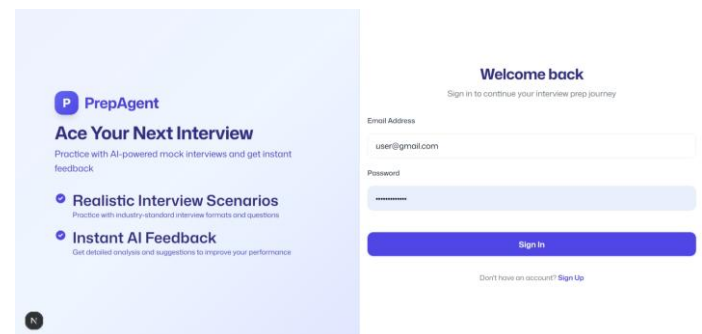 P PrepAgent
Ace Your Next Interview
Practice with AI-powered mock interviews and get instant
feedback
Realistic Interview Scenarios
Practice with industry-standard interview formats and questions
Instant AI Feedback
Get detailed analysis and suggestions to improve your performance
N
Welcome back
Sign in to continue your interview prep journey
Email Address
user@gmail.com
Password
Sign In
Don't have an account? Sign Up